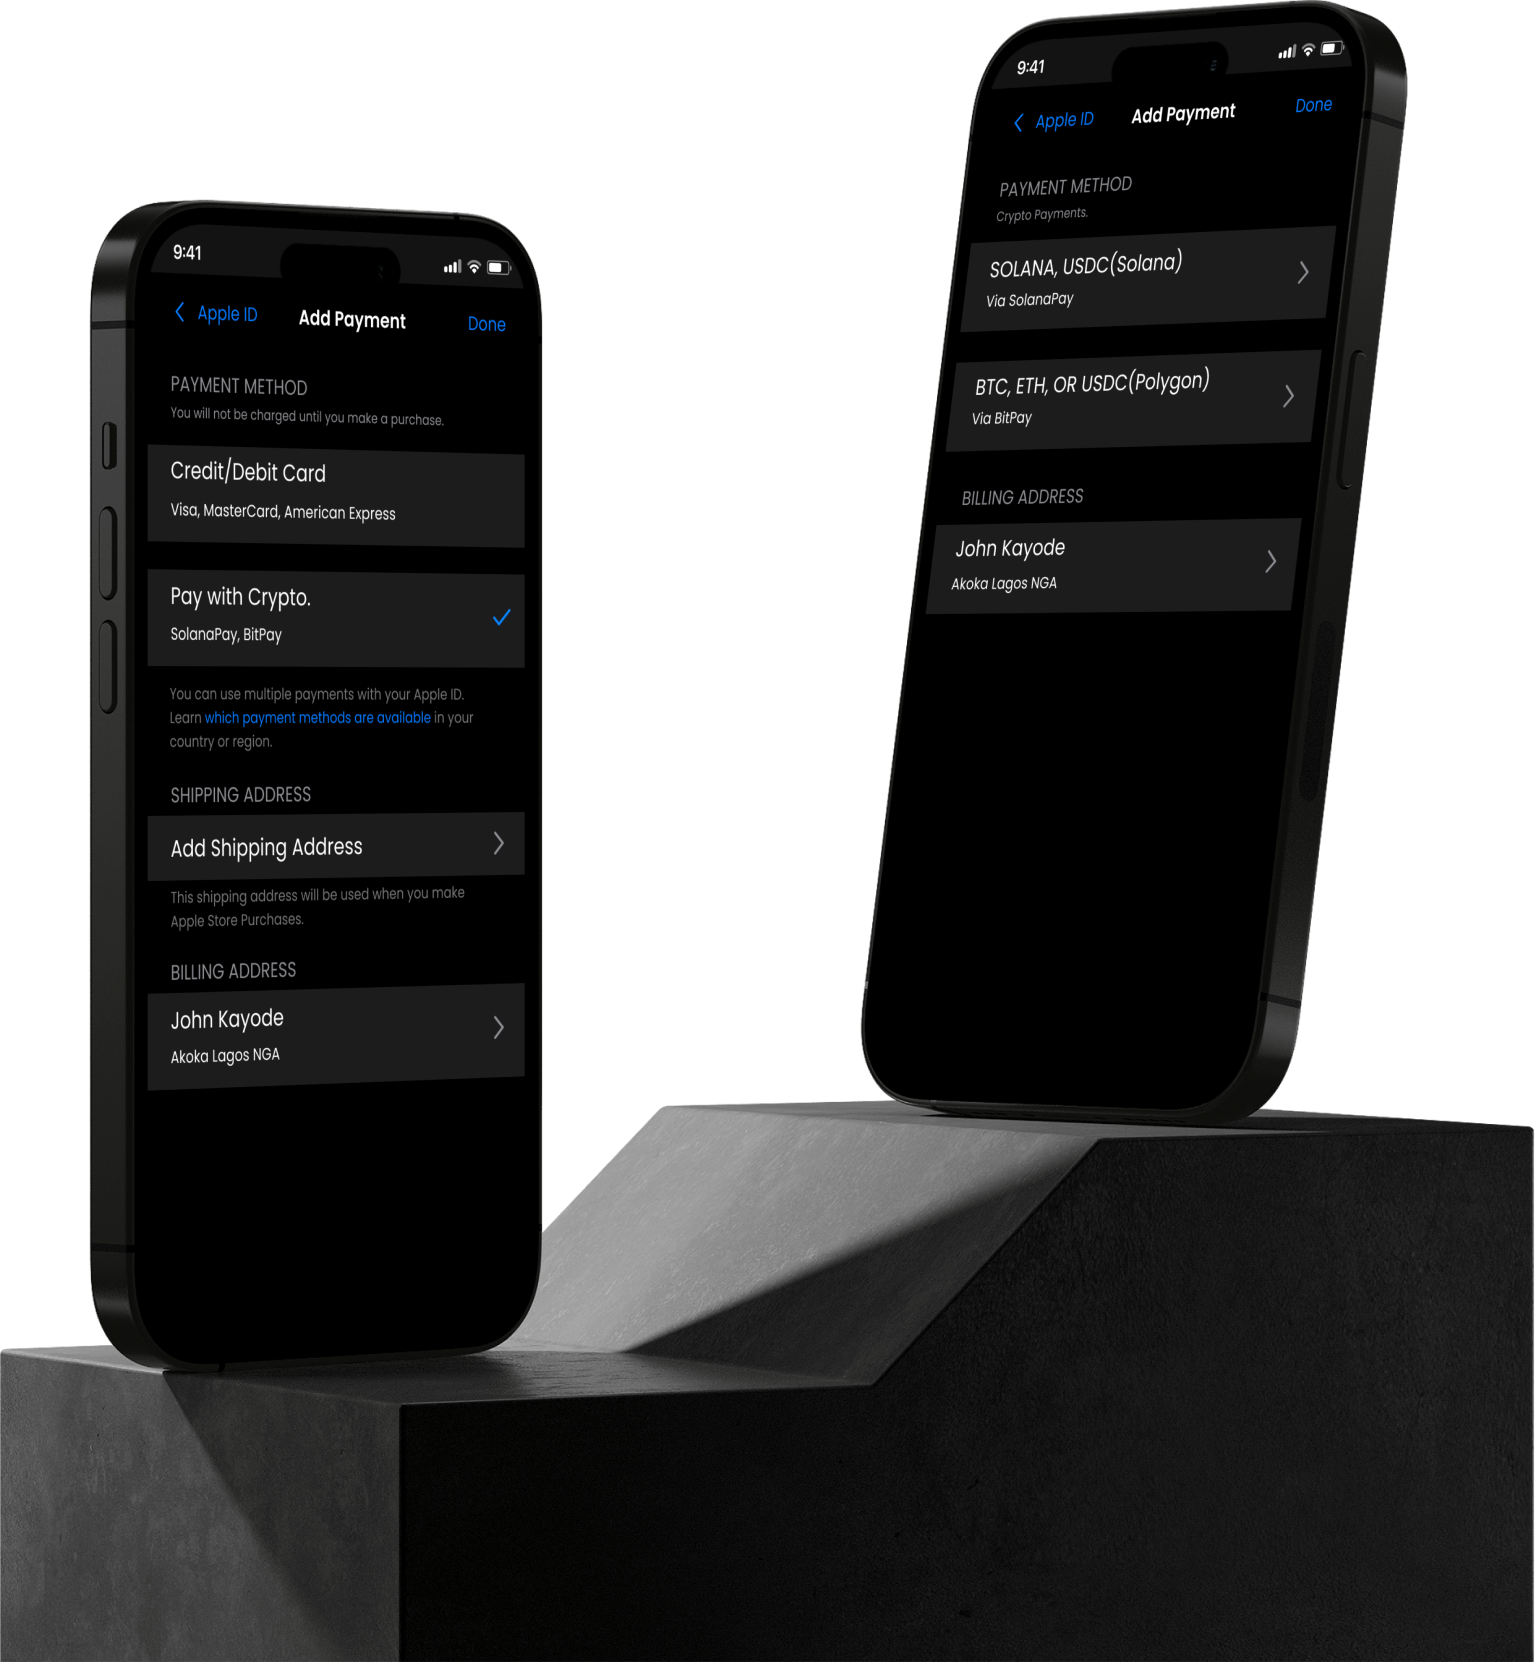 9:41
Apple ID
Add Payment
Done
PAYMENT METHOD
You will not be charged until you make a purchase.
Credit/Debit Card
Visa, MasterCard, American Express
Pay with Crypto.
SolanaPay, BitPay
You can use multiple payments with your Apple ID.
Learn which payment methods are available in your
country or region.
SHIPPING ADDRESS
Add Shipping Address
This shipping address will be used when you make
Apple Store Purchases.
BILLING ADDRESS
John Kayode
Akoka Lagos NGA
9:41
Apple ID
Add Payment
Done
PAYMENT METHOD
Crypto Payments.
SOLANA, USDC(Solana)
Via SolanaPay
BTC, ETH, OR USDC(Polygon)
Via BitPay
BILLING ADDRESS
John Kayode
Akoka Lagos NGA